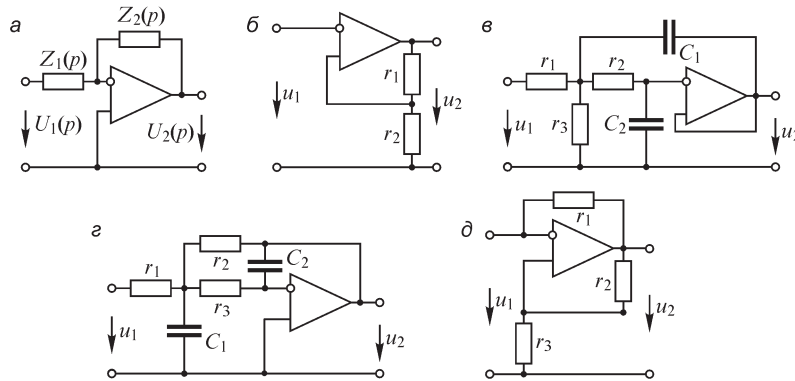 а
Z₂(p)
Z₁(p)
U₁(p)
U₂(p)
б
u₁
r₁
r₂
u₂
в
r₁
r₂
C₁
u₁
r₃
C₂
г
r₁
r₂
C₂
r₃
u₁
C₁
u₂
д
r₁
u₁
r₂
u₂
r₃